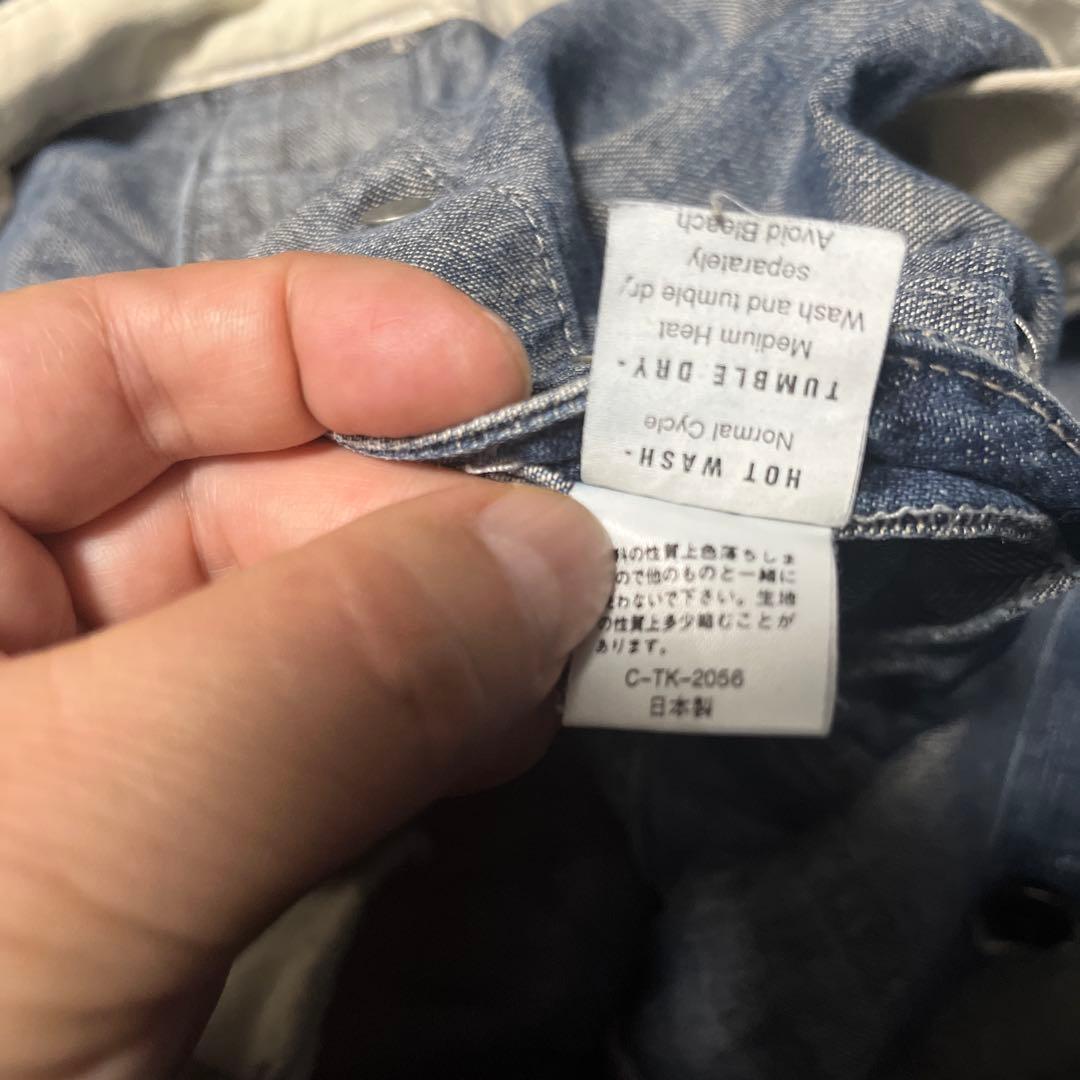 HOT WASH-
Normal Cycle
TUMBLE DRY-
Medium Heat
Wash and tumble dry
separately
Avoid Bleach
の性質上色落ちしま
ので他のものと一緒に
わないで下さい。生地
の性質上多少縮むことが
あります。
C-TK-2056
日本製